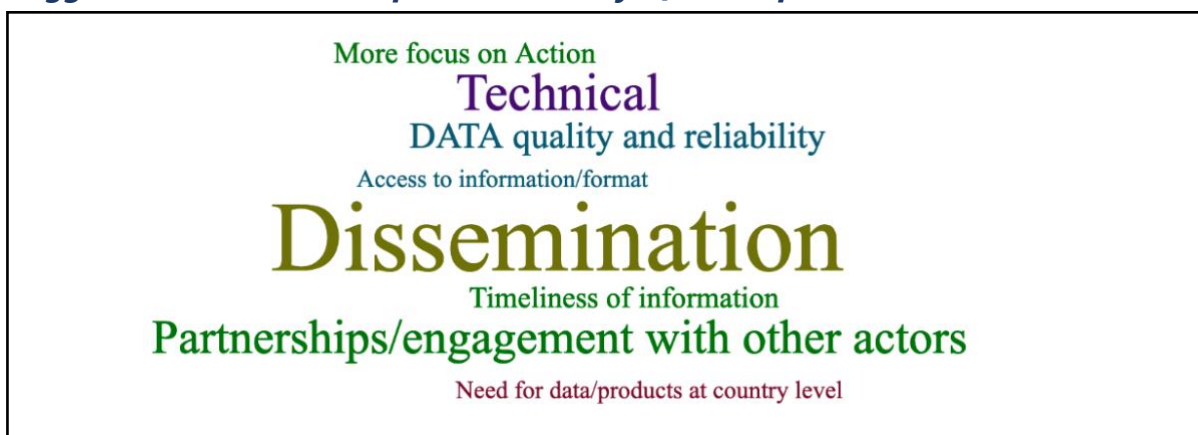 More focus on Action
Technical
DATA quality and reliability
Access to information/format
Dissemination
Timeliness of information
Partnerships/engagement with other actors
Need for data/products at country level